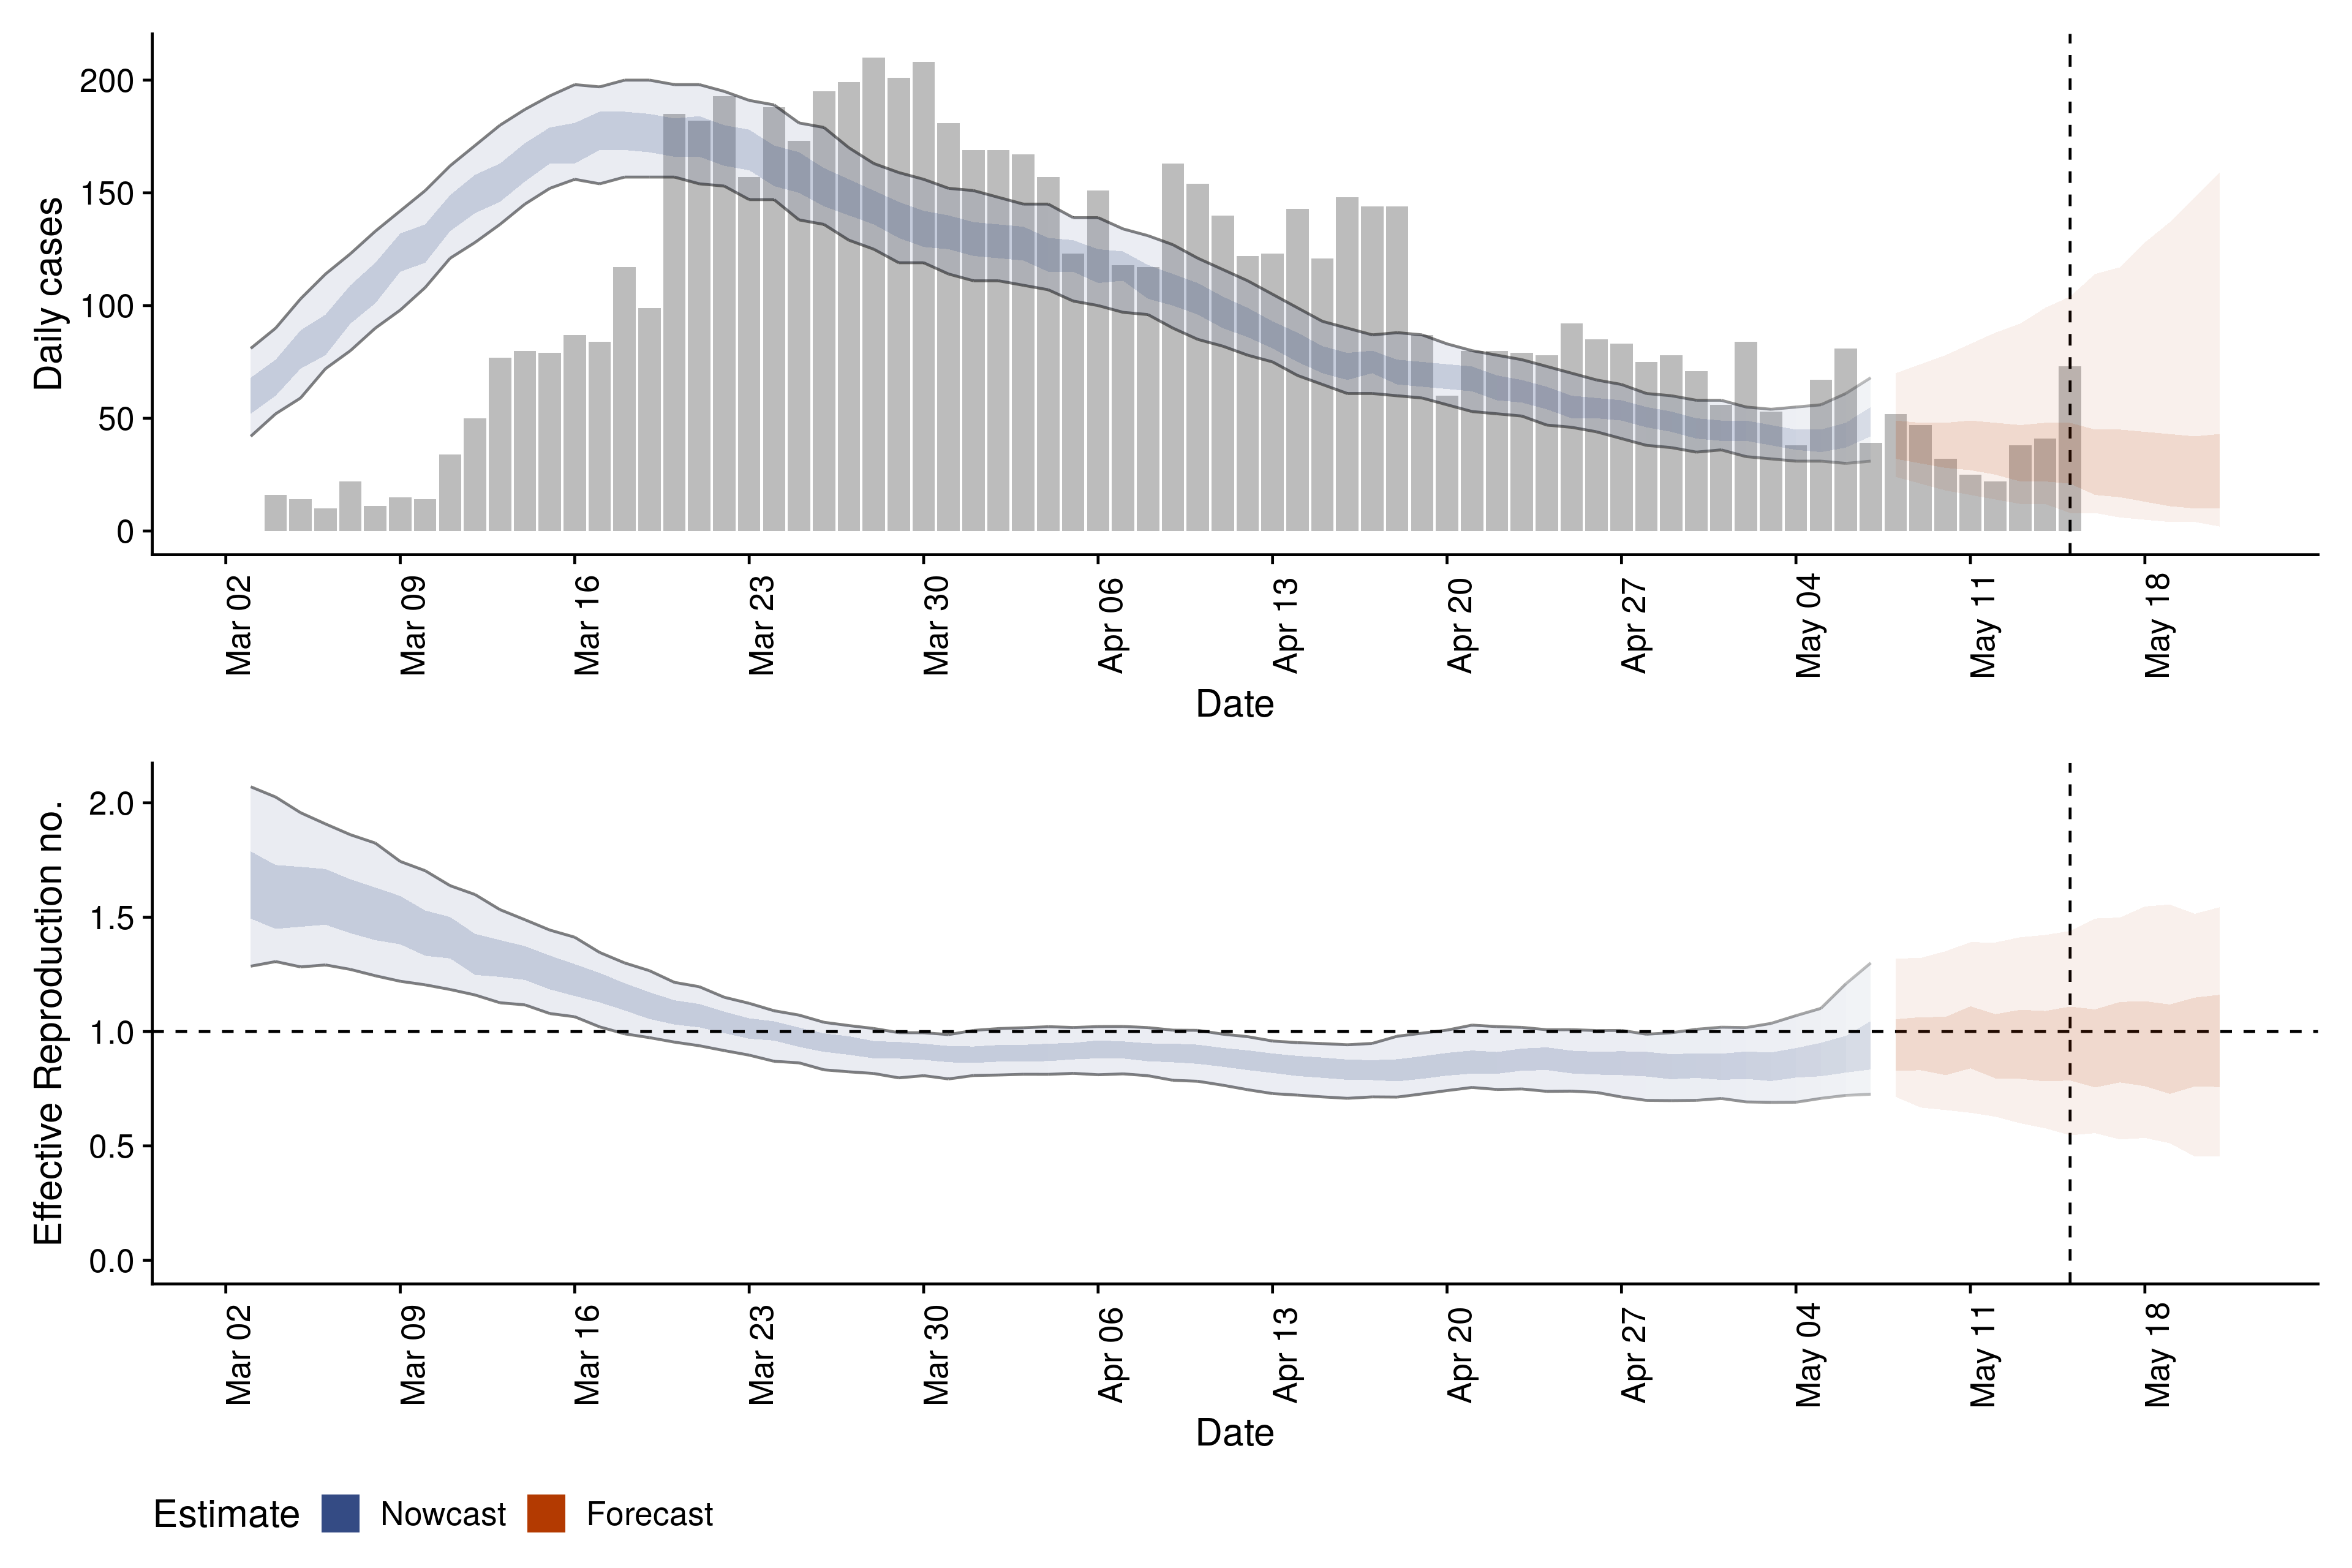 Daily cases
200
150
100
50
0
Mar 02 Mar 09 Mar 16 Mar 23 Mar 30 Apr 06 Apr 13 Apr 20 Apr 27 May 04 May 11 May 18
Date
Effective Reproduction no.
2.0
1.5
1.0
0.5
0.0
Mar 02 Mar 09 Mar 16 Mar 23 Mar 30 Apr 06 Apr 13 Apr 20 Apr 27 May 04 May 11 May 18
Date
Estimate Nowcast Forecast